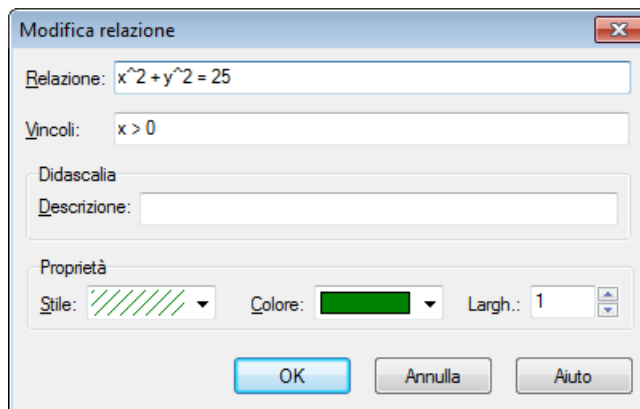 Modifica relazione
Relazione: x^2 + y^2 = 25
Vincoli: x > 0
Didascalia
Descrizione:
Proprietà
Stile: Colore: Largh.: 1
OK Annulla Aiuto